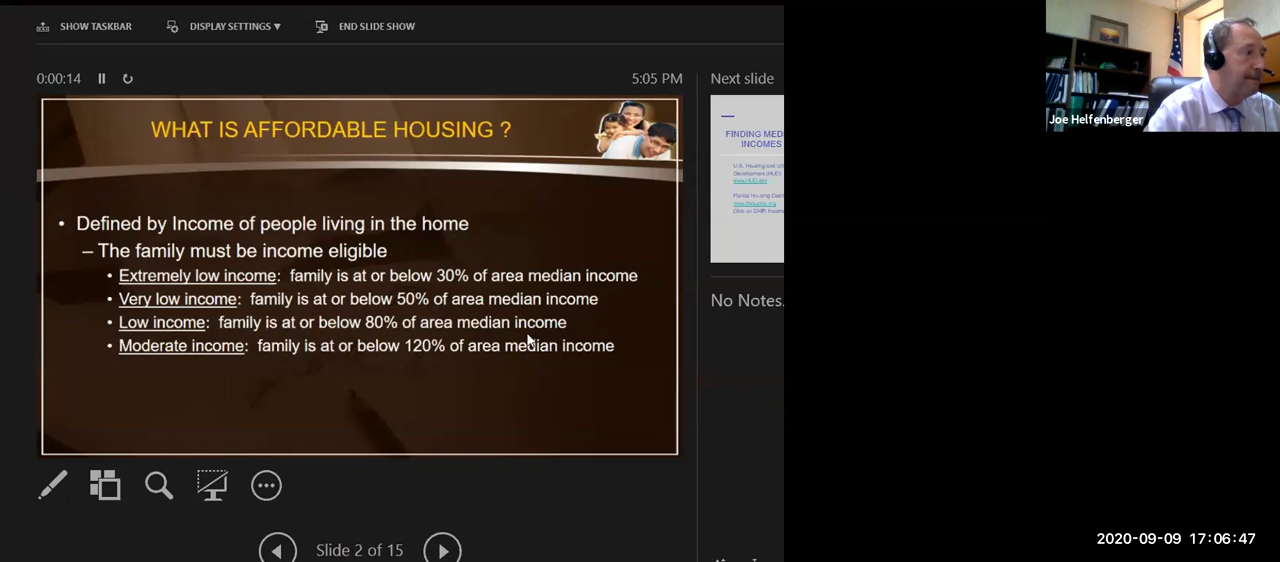 SHOW TASKBAR
DISPLAY SETTINGS ▼
END SLIDE SHOW
0:00:14
5:05 PM
Next slide
WHAT IS AFFORDABLE HOUSING ?
• Defined by Income of people living in the home
– The family must be income eligible
• Extremely low income: family is at or below 30% of area median income
• Very low income: family is at or below 50% of area median income
• Low income: family is at or below 80% of area median income
• Moderate income: family is at or below 120% of area median income
FINDING MED
INCOMES
No Notes.
Slide 2 of 15
Joe Helfenberger
2020-09-09 17:06:47